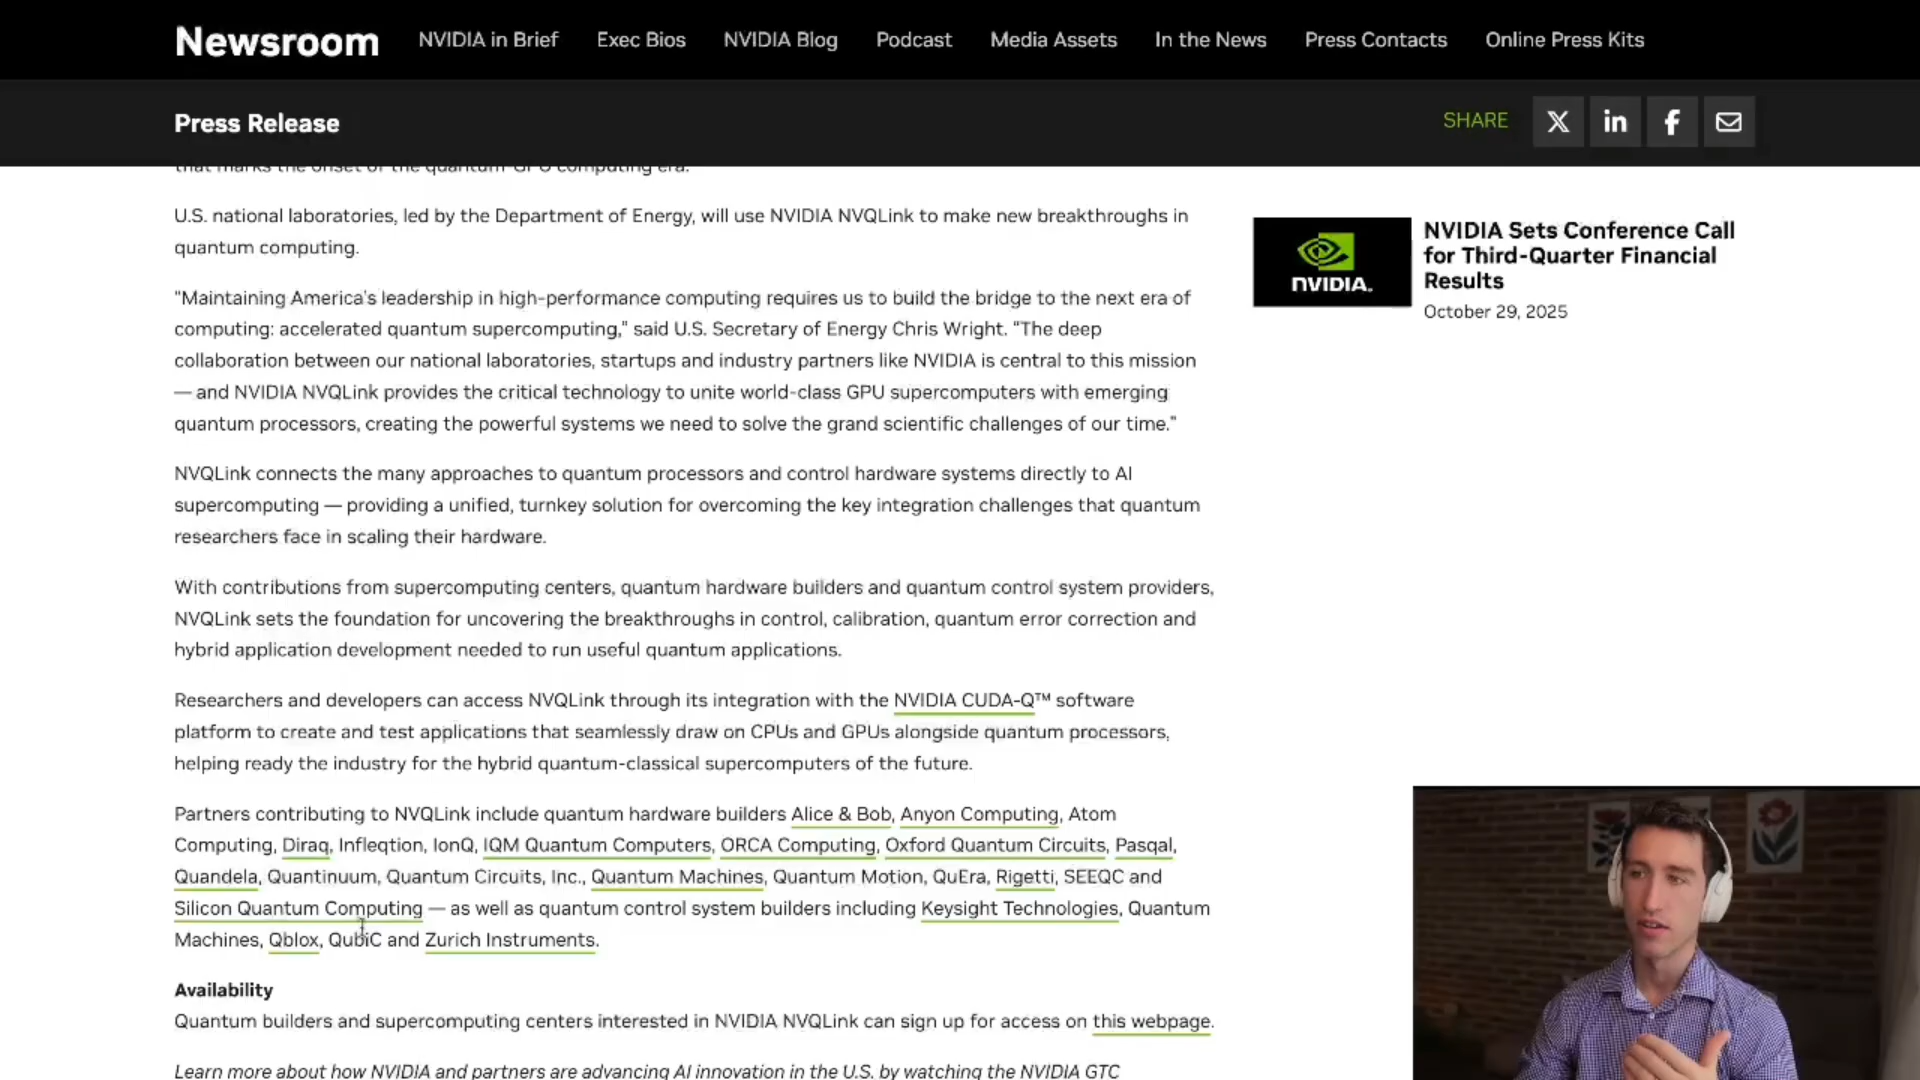 Newsroom
NVIDIA in Brief
Exec Bios
NVIDIA Blog
Podcast
Media Assets
In the News
Press Contacts
Online Press Kits
Press Release
SHARE
that marks the onset of the quantum-GPU computing era.
U.S. national laboratories, led by the Department of Energy, will use NVIDIA NVQLink to make new breakthroughs in
quantum computing.
"Maintaining America's leadership in high-performance computing requires us to build the bridge to the next era of
computing: accelerated quantum supercomputing," said U.S. Secretary of Energy Chris Wright. "The deep
collaboration between our national laboratories, startups and industry partners like NVIDIA is central to this mission
— and NVIDIA NVQLink provides the critical technology to unite world-class GPU supercomputers with emerging
quantum processors, creating the powerful systems we need to solve the grand scientific challenges of our time."
NVQLink connects the many approaches to quantum processors and control hardware systems directly to AI
supercomputing — providing a unified, turnkey solution for overcoming the key integration challenges that quantum
researchers face in scaling their hardware.
With contributions from supercomputing centers, quantum hardware builders and quantum control system providers,
NVQLink sets the foundation for uncovering the breakthroughs in control, calibration, quantum error correction and
hybrid application development needed to run useful quantum applications.
Researchers and developers can access NVQLink through its integration with the NVIDIA CUDA-Q™ software
platform to create and test applications that seamlessly draw on CPUs and GPUs alongside quantum processors,
helping ready the industry for the hybrid quantum-classical supercomputers of the future.
Partners contributing to NVQLink include quantum hardware builders Alice & Bob, Anyon Computing, Atom
Computing, Diraq, Infleqtion, IonQ, IQM Quantum Computers, ORCA Computing, Oxford Quantum Circuits, Pasqal,
Quandela, Quantinuum, Quantum Circuits, Inc., Quantum Machines, Quantum Motion, QuEra, Rigetti, SEEQC and
Silicon Quantum Computing — as well as quantum control system builders including Keysight Technologies, Quantum
Machines, Qblox, QubiC and Zurich Instruments.
Availability
Quantum builders and supercomputing centers interested in NVIDIA NVQLink can sign up for access on this webpage.
Learn more about how NVIDIA and partners are advancing AI innovation in the U.S. by watching the NVIDIA GTC
NVIDIA.
NVIDIA Sets Conference Call
for Third-Quarter Financial
Results
October 29, 2025